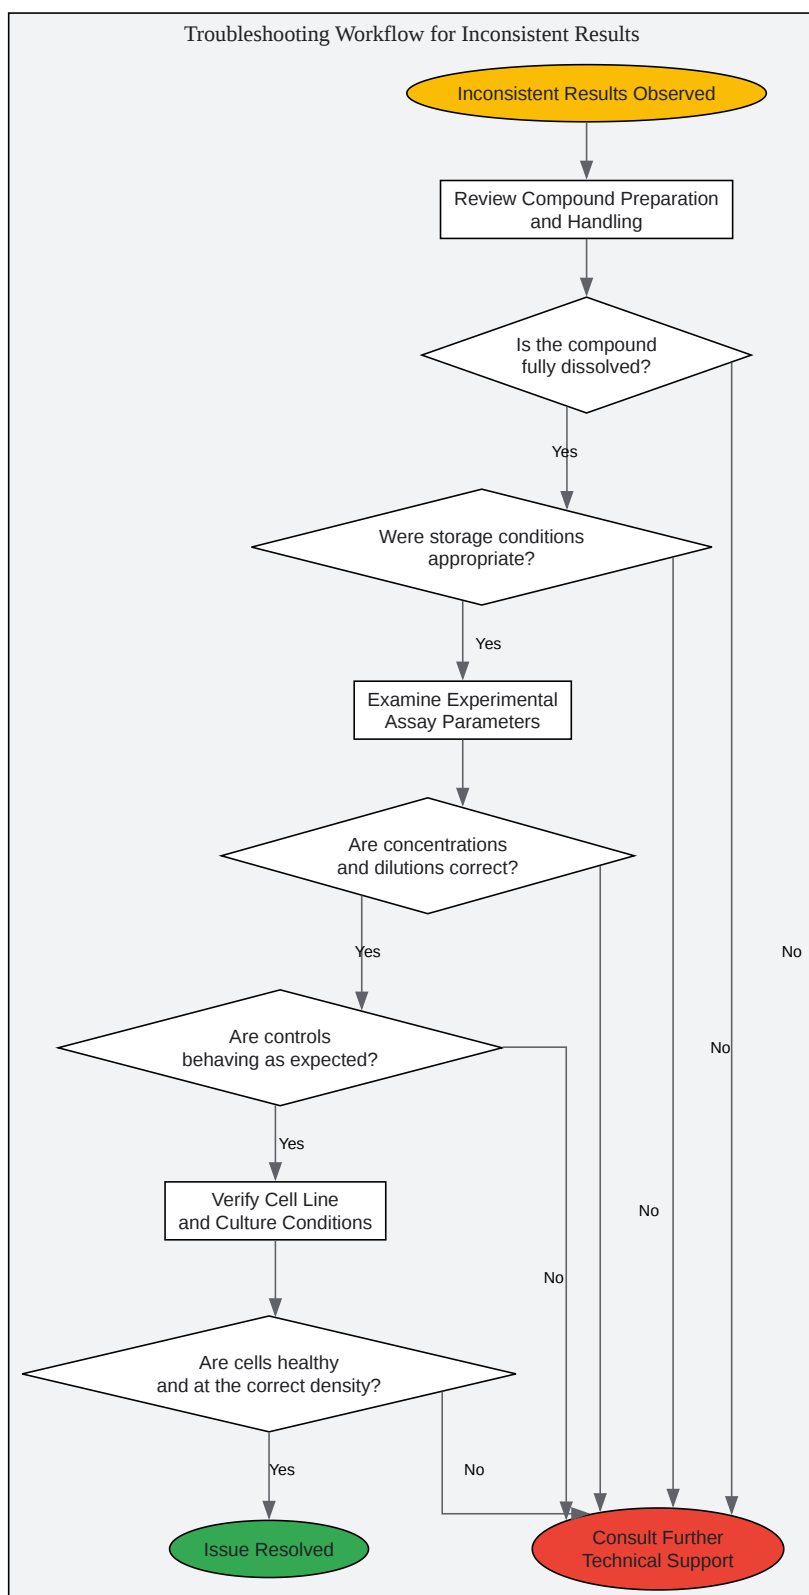 Troubleshooting Workflow for Inconsistent Results
Inconsistent Results Observed
Review Compound Preparation
and Handling
Is the compound
fully dissolved?
Yes
Were storage conditions
appropriate?
Yes
Examine Experimental
Assay Parameters
Are concentrations
and dilutions correct?
Yes
No
Are controls
behaving as expected?
No
Yes
Verify Cell Line
and Culture Conditions
No
No
Are cells healthy
and at the correct density?
Yes
No
Issue Resolved
Consult Further
Technical Support